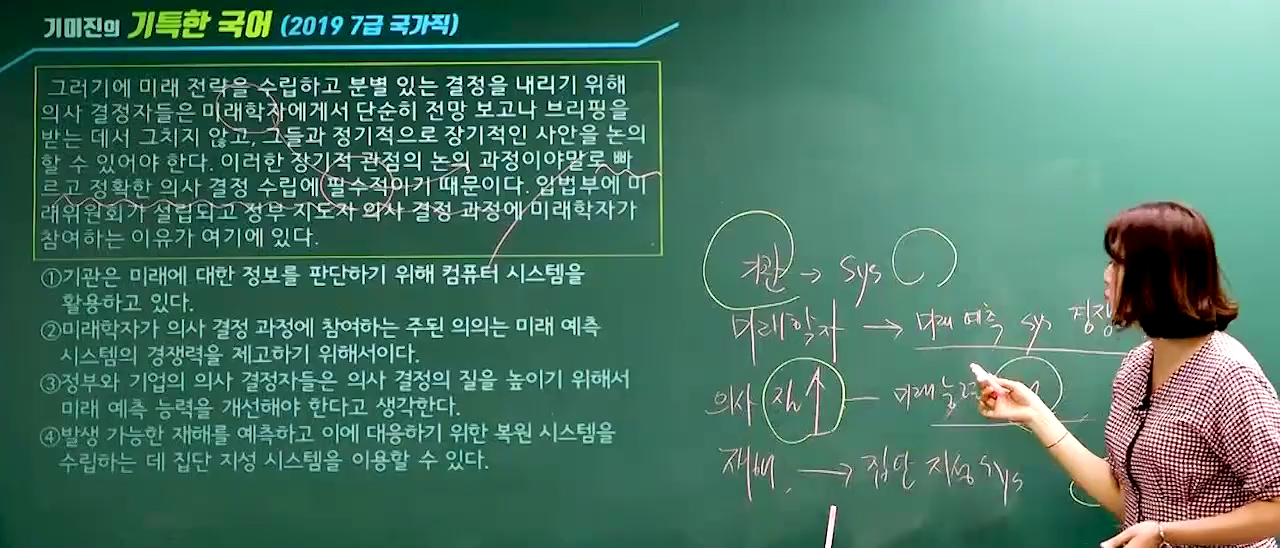 기미진의 기특한 국어 (2019 7급 국가직)
그러기에 미래 전략을 수립하고 분별 있는 결정을 내리기 위해
의사 결정자들은 미래학자에게서 단순히 전망 보고나 브리핑을
받는 데서 그치지 않고, 그들과 정기적으로 장기적인 사안을 논의
할 수 있어야 한다. 이러한 장기적 관점의 논의 과정이야말로 빠
르고 정확한 의사 결정 수립에 필수적이기 때문이다. 입법부에 미
래위원회가 설립되고 정부 지도자 의사 결정 과정에 미래학자가
참여하는 이유가 여기에 있다.
①기관은 미래에 대한 정보를 판단하기 위해 컴퓨터 시스템을
활용하고 있다.
②미래학자가 의사 결정 과정에 참여하는 주된 의의는 미래 예측
시스템의 경쟁력을 제고하기 위해서이다.
③정부와 기업의 의사 결정자들은 의사 결정의 질을 높이기 위해서
미래 예측 능력을 개선해야 한다고 생각한다.
④발생 가능한 재해를 예측하고 이에 대응하기 위한 복원 시스템을
수립하는 데 집단 지성 시스템을 이용할 수 있다.
기관 → Sys
미래학자 → 미래 예측 sys 경쟁
의사 질 ↑ 미래
재해 → 집단 지성 Sys